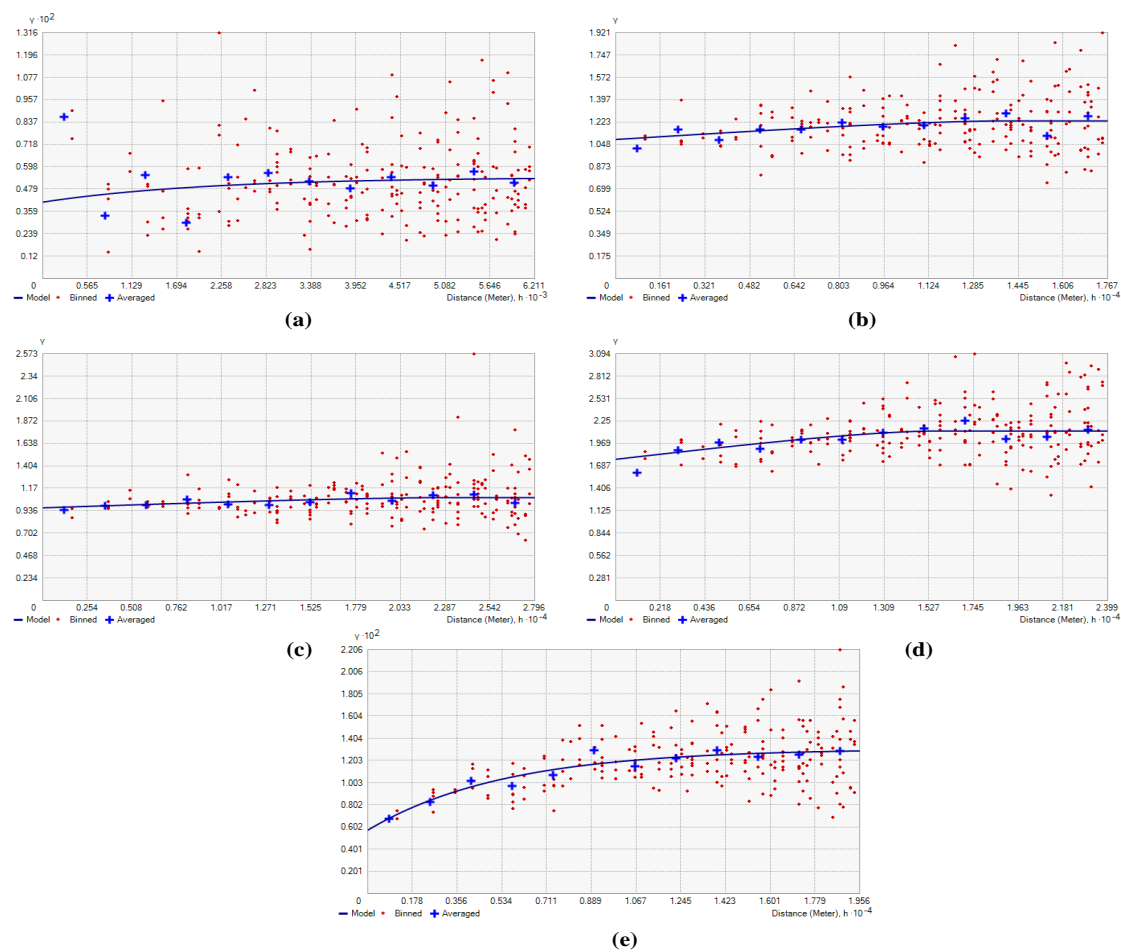 γ · 10²
1.316
1.196
1.077
0.957
0.837
0.718
0.598
0.479
0.359
0.239
0.12
0 0.565 1.129 1.694 2.258 2.823 3.388 3.952 4.517 5.082 5.646 6.211
Model Binned Averaged Distance (Meter), h · 10⁻³
(a)
γ
1.921
1.747
1.572
1.397
1.223
1.048
0.873
0.699
0.524
0.349
0.175
0 0.161 0.321 0.482 0.642 0.803 0.964 1.124 1.285 1.445 1.606 1.767
Model Binned Averaged Distance (Meter), h · 10⁻⁴
(b)
γ
2.573
2.34
2.106
1.872
1.638
1.404
1.17
0.936
0.702
0.468
0.234
0 0.254 0.508 0.762 1.017 1.271 1.525 1.779 2.033 2.287 2.542 2.796
Model Binned Averaged Distance (Meter), h · 10⁻⁴
(c)
γ
3.094
2.812
2.531
2.25
1.969
1.687
1.406
1.125
0.844
0.562
0.281
0 0.218 0.436 0.654 0.872 1.09 1.309 1.527 1.745 1.963 2.181 2.399
Model Binned Averaged Distance (Meter), h · 10⁻⁴
(d)
γ · 10²
2.206
2.006
1.805
1.604
1.404
1.203
1.003
0.802
0.602
0.401
0.201
0 0.178 0.356 0.534 0.711 0.889 1.067 1.245 1.423 1.601 1.779 1.956
Model Binned Averaged Distance (Meter), h · 10⁻⁴
(e)